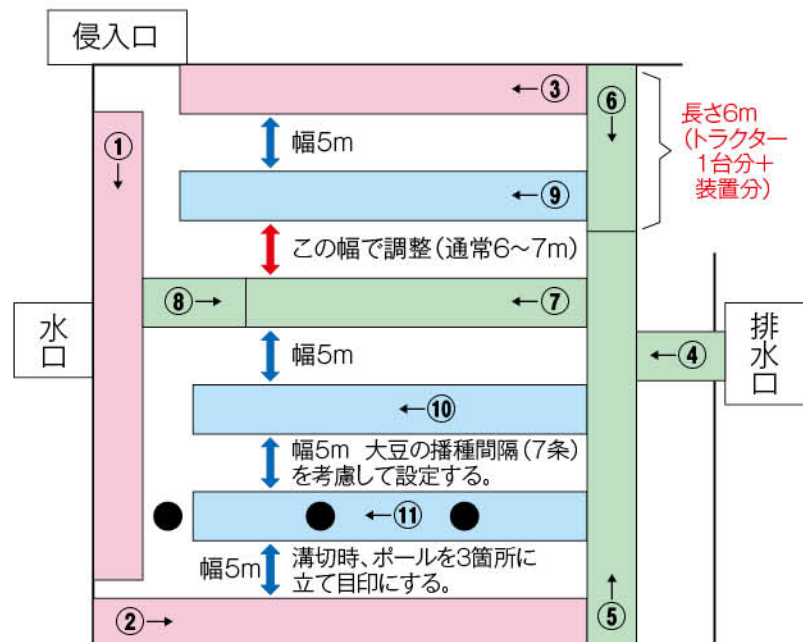 侵入口
←③
⑥
↓
長さ6m
（トラクター
1台分＋
装置分）
①
↓
幅5m
←⑨
この幅で調整（通常6〜7m）
⑧→
←⑦
水口
排水口
←④
幅5m
←⑩
幅5m 大豆の播種間隔（7条）
を考慮して設定する。
←⑪
幅5m
溝切時、ポールを3箇所に
立て目印にする。
②→
↑
⑤